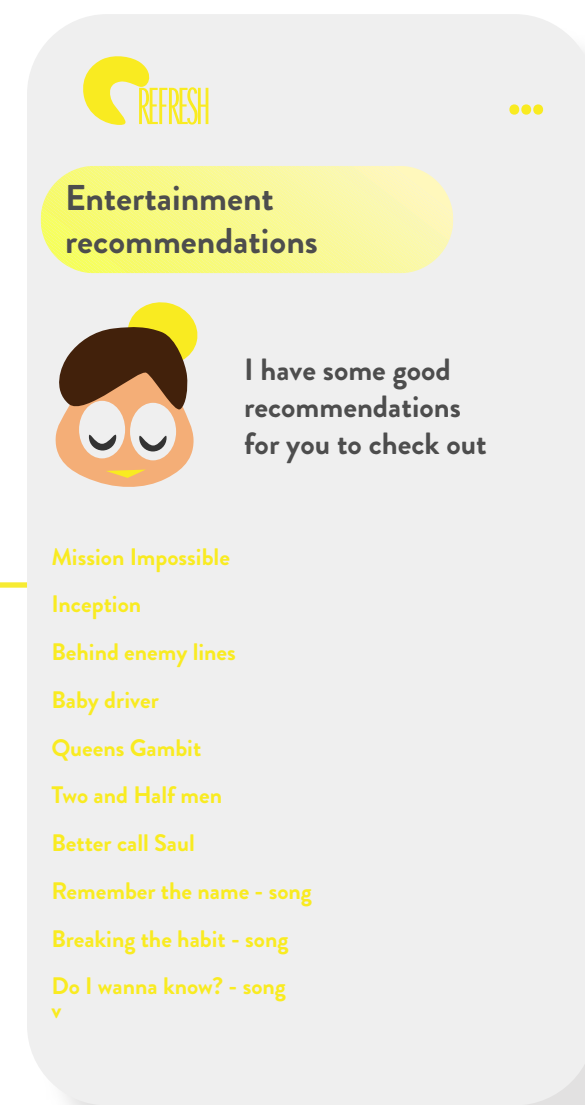 REFRESH
Entertainment
recommendations
I have some good
recommendations
for you to check out
Mission Impossible
Inception
Behind enemy lines
Baby driver
Queens Gambit
Two and Half men
Better call Saul
Remember the name - song
Breaking the habit - song
Do I wanna know? - song
v